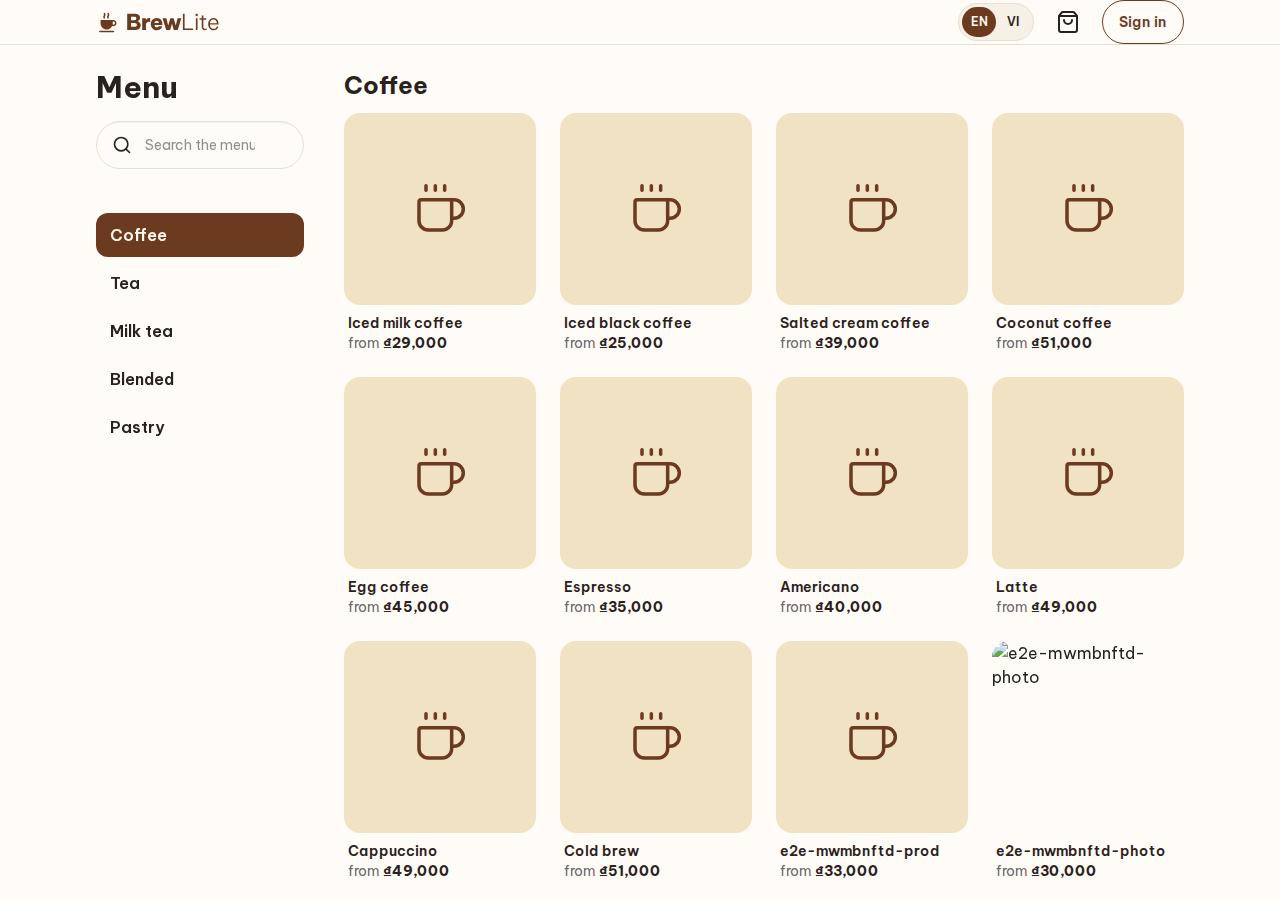 BrewLite
EN
VI
Sign in
Menu
Search the menu
Coffee
Tea
Milk tea
Blended
Pastry
Coffee
Iced milk coffee
from ₫29,000
Iced black coffee
from ₫25,000
Salted cream coffee
from ₫39,000
Coconut coffee
from ₫51,000
Egg coffee
from ₫45,000
Espresso
from ₫35,000
Americano
from ₫40,000
Latte
from ₫49,000
Cappuccino
from ₫49,000
Cold brew
from ₫51,000
e2e-mwmbnftd-prod
from ₫33,000
e2e-mwmbnftd-
photo
e2e-mwmbnftd-photo
from ₫30,000